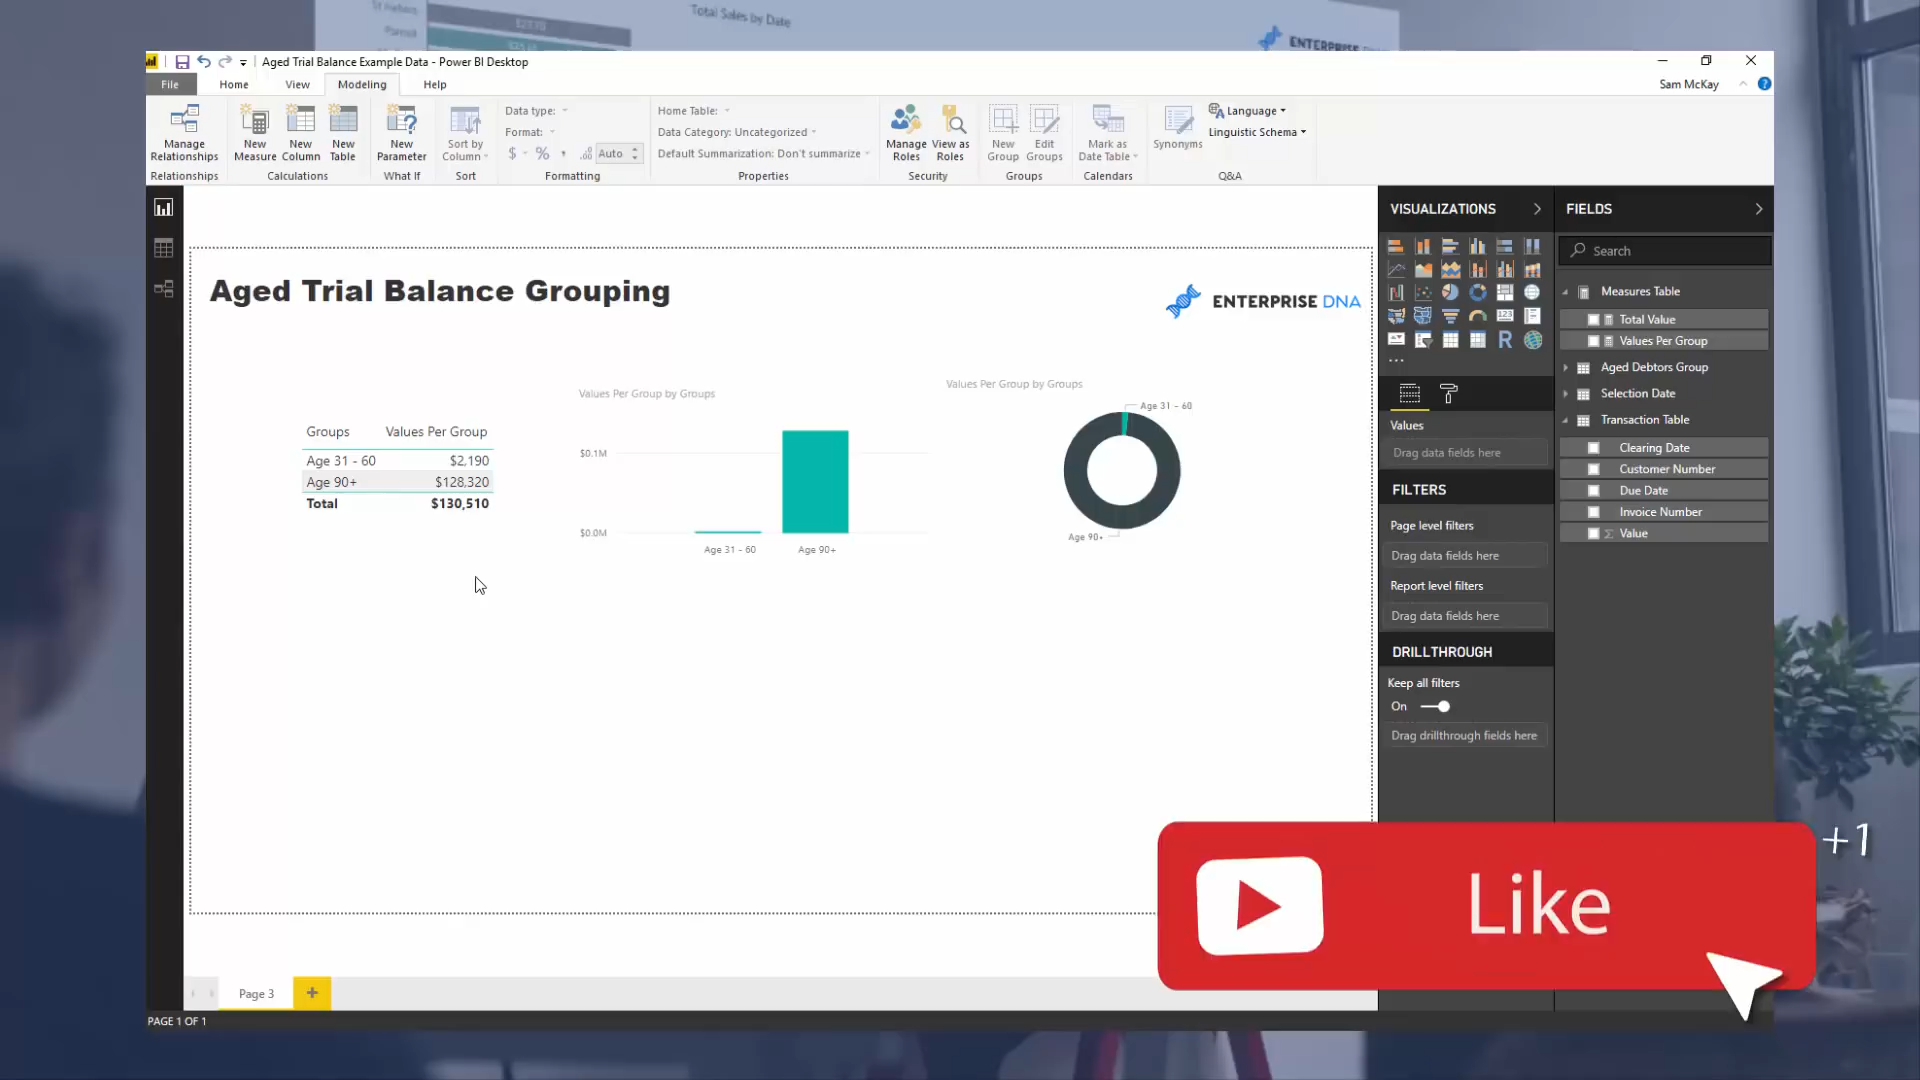 Total Sales by Date
ENTERPRISE DNA
Aged Trial Balance Example Data - Power BI Desktop
File
Home
View
Modeling
Help
Sam McKay
Manage Relationships
New Measure
New Column
New Table
New Parameter
Sort by Column
Data type:
Format:
$ % , .00 Auto
Home Table:
Data Category: Uncategorized
Default Summarization: Don't summarize
Manage Roles
View as Roles
New Group
Edit Groups
Mark as Date Table
Synonyms
Language
Linguistic Schema
Relationships
Calculations
What If
Sort
Formatting
Properties
Security
Groups
Calendars
Q&A
Aged Trial Balance Grouping
ENTERPRISE DNA
Groups Values Per Group
Age 31 - 60 $2,190
Age 90+ $128,320
Total $130,510
Values Per Group by Groups
$0.1M
$0.0M
Age 31 - 60
Age 90+
Values Per Group by Groups
Age 31 - 60
Age 90+
VISUALIZATIONS
123
R
...
Values
Drag data fields here
FILTERS
Page level filters
Drag data fields here
Report level filters
Drag data fields here
DRILLTHROUGH
Keep all filters
On
Drag drillthrough fields here
FIELDS
Search
Measures Table
Total Value
Values Per Group
Aged Debtors Group
Selection Date
Transaction Table
Clearing Date
Customer Number
Due Date
Invoice Number
Σ Value
Like
+1
Page 3
PAGE 1 OF 1